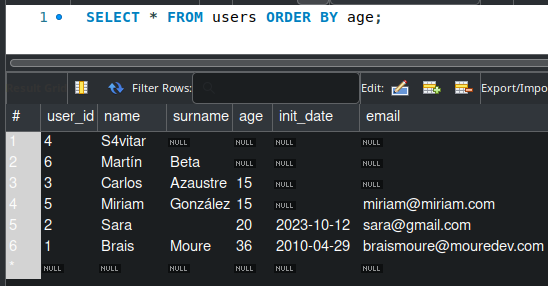 1 SELECT * FROM users ORDER BY age;
Filter Rows: Edit: Export/Impo
# user_id name surname age init_date email
1 4 S4vitar NULL NULL NULL NULL
2 6 Martín Beta NULL NULL NULL
3 3 Carlos Azaustre 15 NULL NULL
4 5 Miriam González 15 NULL miriam@miriam.com
5 2 Sara 20 2023-10-12 sara@gmail.com
6 1 Brais Moure 36 2010-04-29 braismoure@mouredev.com
* NULL NULL NULL NULL NULL NULL